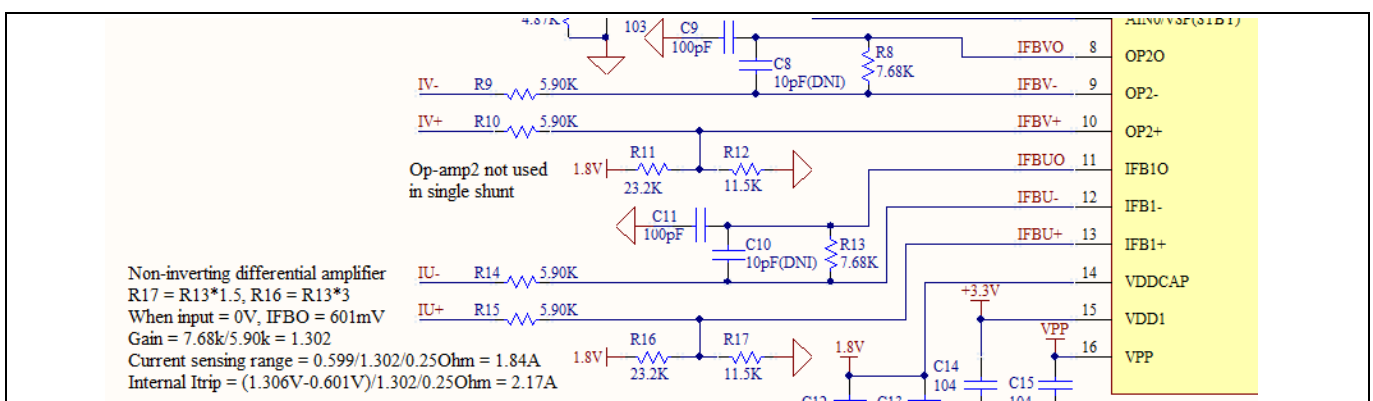 4.87K
103
C9
100pF
C8
10pF(DNI)
R8
7.68K
AIN0/VSP(STBY)
IFBVO 8 OP2O
IV- R9 5.90K IFBV- 9 OP2-
IV+ R10 5.90K IFBV+ 10 OP2+
Op-amp2 not used
in single shunt
1.8V R11 R12
23.2K 11.5K
IFBUO 11 IFB1O
C11
100pF
IFBU- 12 IFB1-
C10
10pF(DNI)
R13
7.68K
IFBU+ 13 IFB1+
IU- R14 5.90K 14 VDDCAP
IU+ R15 5.90K +3.3V 15 VDD1
VPP 16 VPP
Non-inverting differential amplifier
R17 = R13*1.5, R16 = R13*3
When input = 0V, IFBO = 601mV
Gain = 7.68k/5.90k = 1.302
Current sensing range = 0.599/1.302/0.25Ohm = 1.84A
Internal Itrip = (1.306V-0.601V)/1.302/0.25Ohm = 2.17A
1.8V R16 R17
23.2K 11.5K
1.8V
C14
104
C15
104
C12 C13